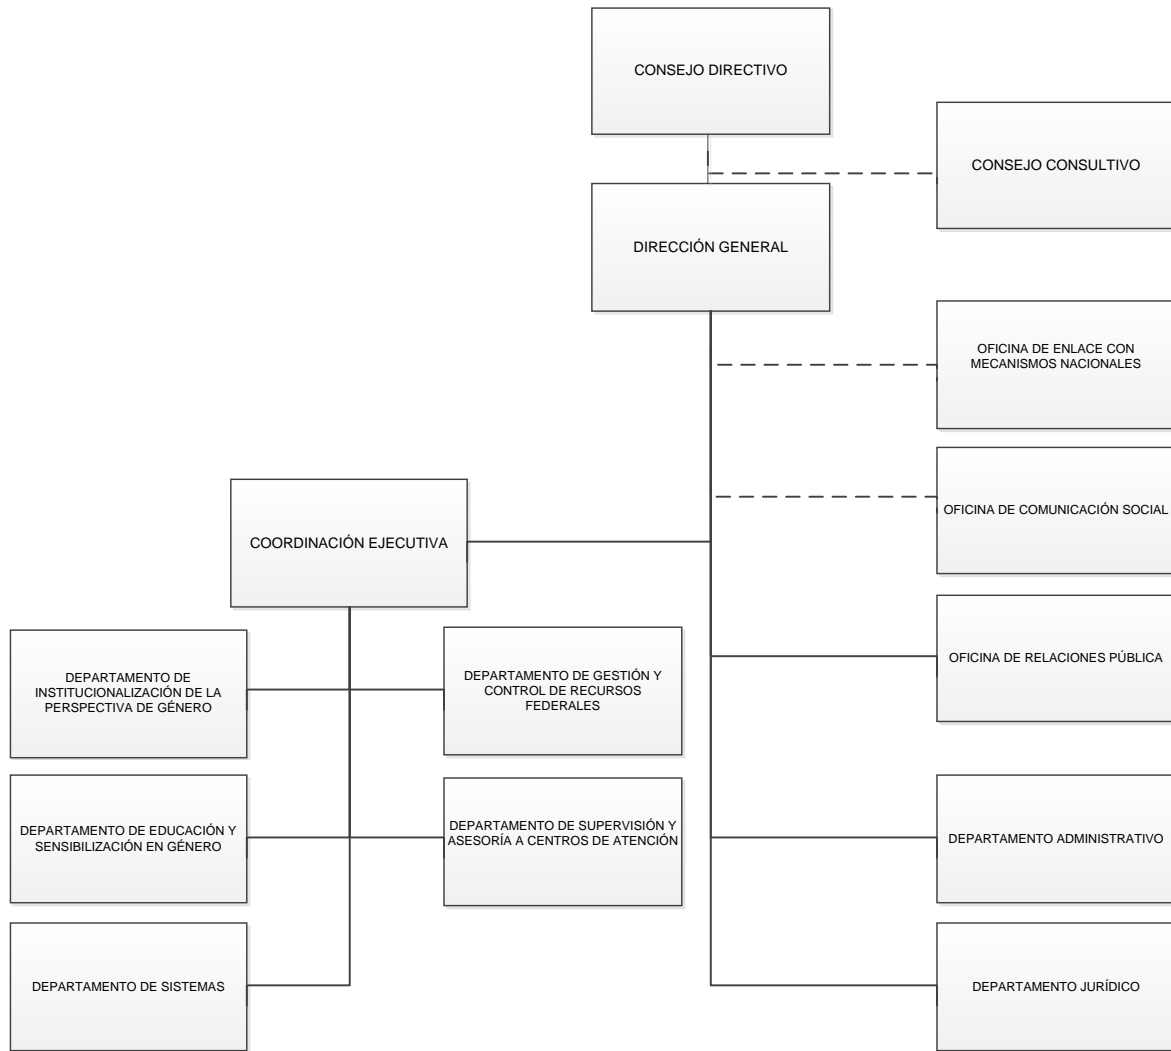 CONSEJO DIRECTIVO
CONSEJO CONSULTIVO
DIRECCIÓN GENERAL
OFICINA DE ENLACE CON
MECANISMOS NACIONALES
OFICINA DE COMUNICACIÓN SOCIAL
COORDINACIÓN EJECUTIVA
OFICINA DE RELACIONES PÚBLICA
DEPARTAMENTO DE
INSTITUCIONALIZACIÓN DE LA
PERSPECTIVA DE GÉNERO
DEPARTAMENTO DE GESTIÓN Y
CONTROL DE RECURSOS
FEDERALES
DEPARTAMENTO DE EDUCACIÓN Y
SENSIBILIZACIÓN EN GÉNERO
DEPARTAMENTO DE SUPERVISIÓN Y
ASESORÍA A CENTROS DE ATENCIÓN
DEPARTAMENTO ADMINISTRATIVO
DEPARTAMENTO DE SISTEMAS
DEPARTAMENTO JURÍDICO